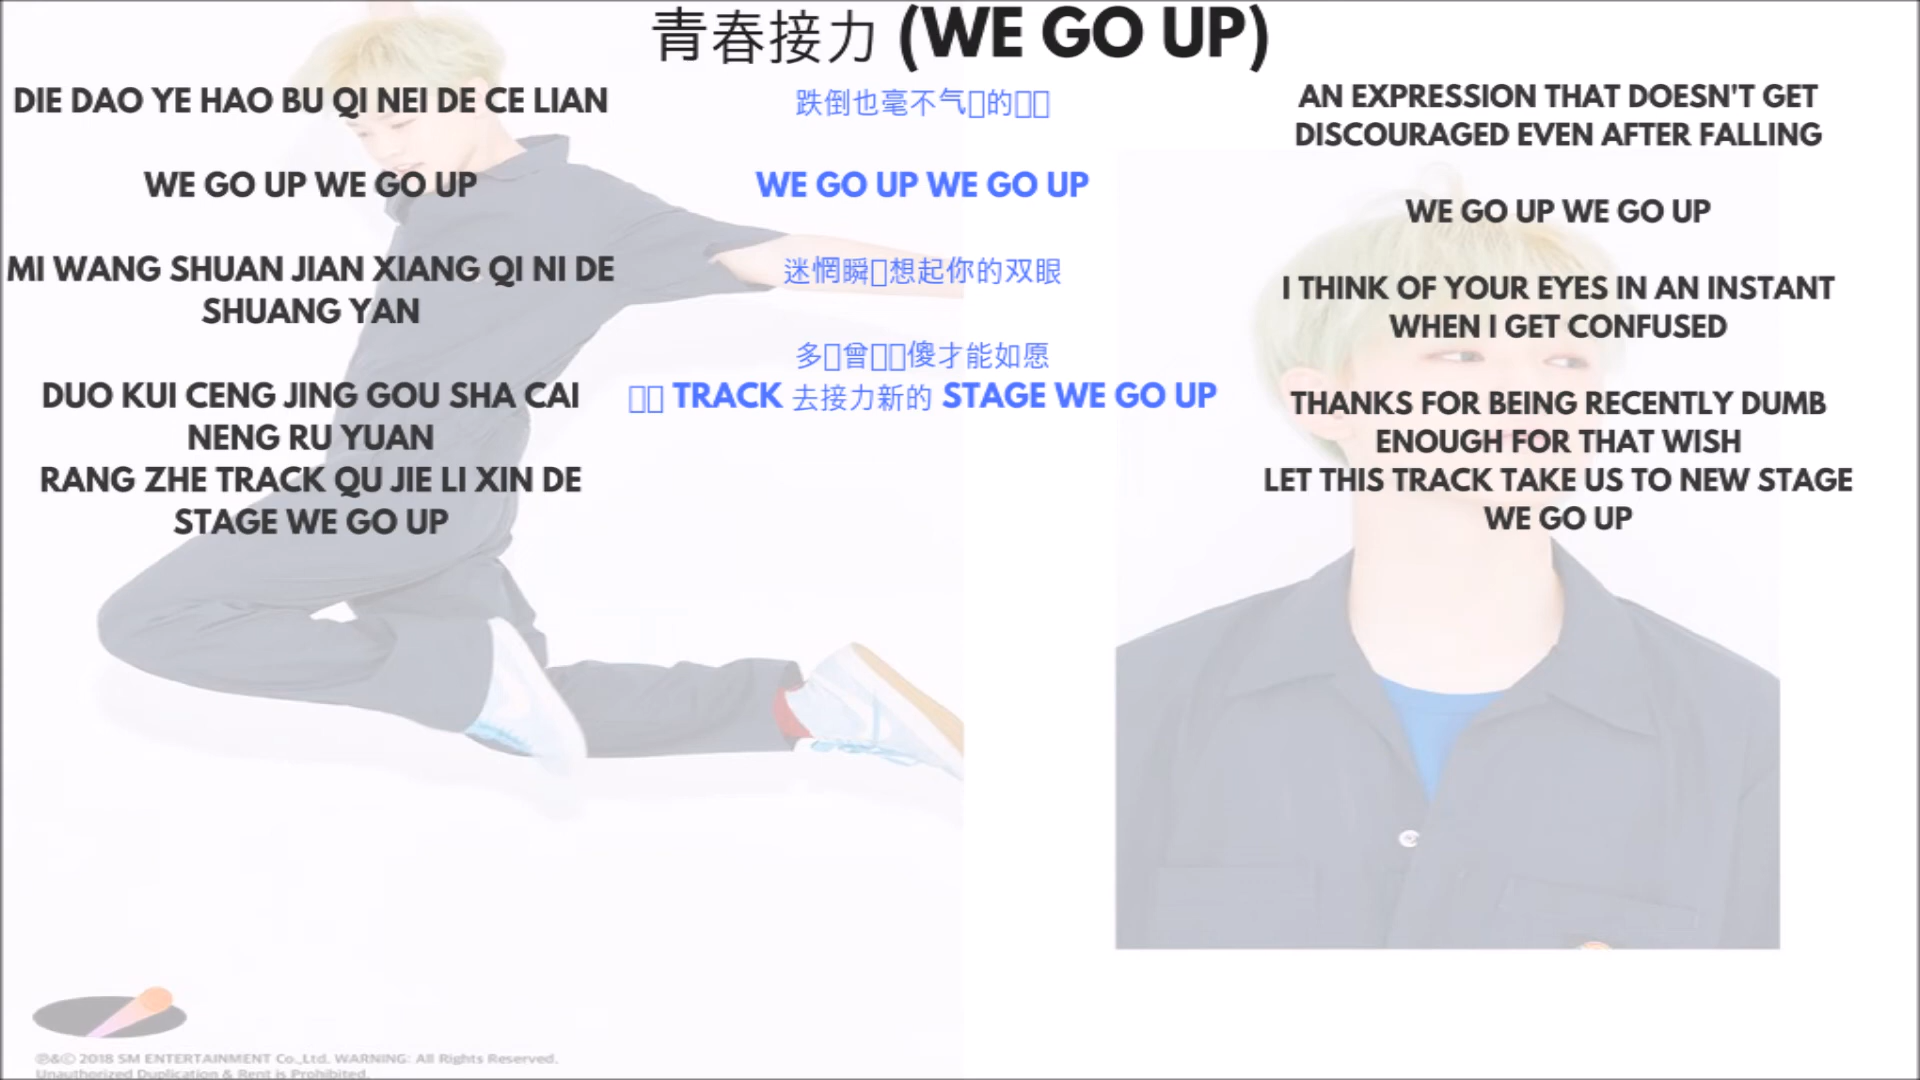 青春接力 (WE GO UP)
DIE DAO YE HAO BU QI NEI DE CE LIAN
WE GO UP WE GO UP
MI WANG SHUAN JIAN XIANG QI NI DE
SHUANG YAN
DUO KUI CENG JING GOU SHA CAI
NENG RU YUAN
RANG ZHE TRACK QU JIE LI XIN DE
STAGE WE GO UP
跌倒也毫不气▯的▯▯
WE GO UP WE GO UP
迷惘瞬▯想起你的双眼
多▯曾▯▯傻才能如愿
▯▯ TRACK 去接力新的 STAGE WE GO UP
AN EXPRESSION THAT DOESN'T GET
DISCOURAGED EVEN AFTER FALLING
WE GO UP WE GO UP
I THINK OF YOUR EYES IN AN INSTANT
WHEN I GET CONFUSED
THANKS FOR BEING RECENTLY DUMB
ENOUGH FOR THAT WISH
LET THIS TRACK TAKE US TO NEW STAGE
WE GO UP
℗&© 2018 SM ENTERTAINMENT Co.,Ltd. WARNING: All Rights Reserved.
Unauthorized Duplication & Rent is Prohibited.